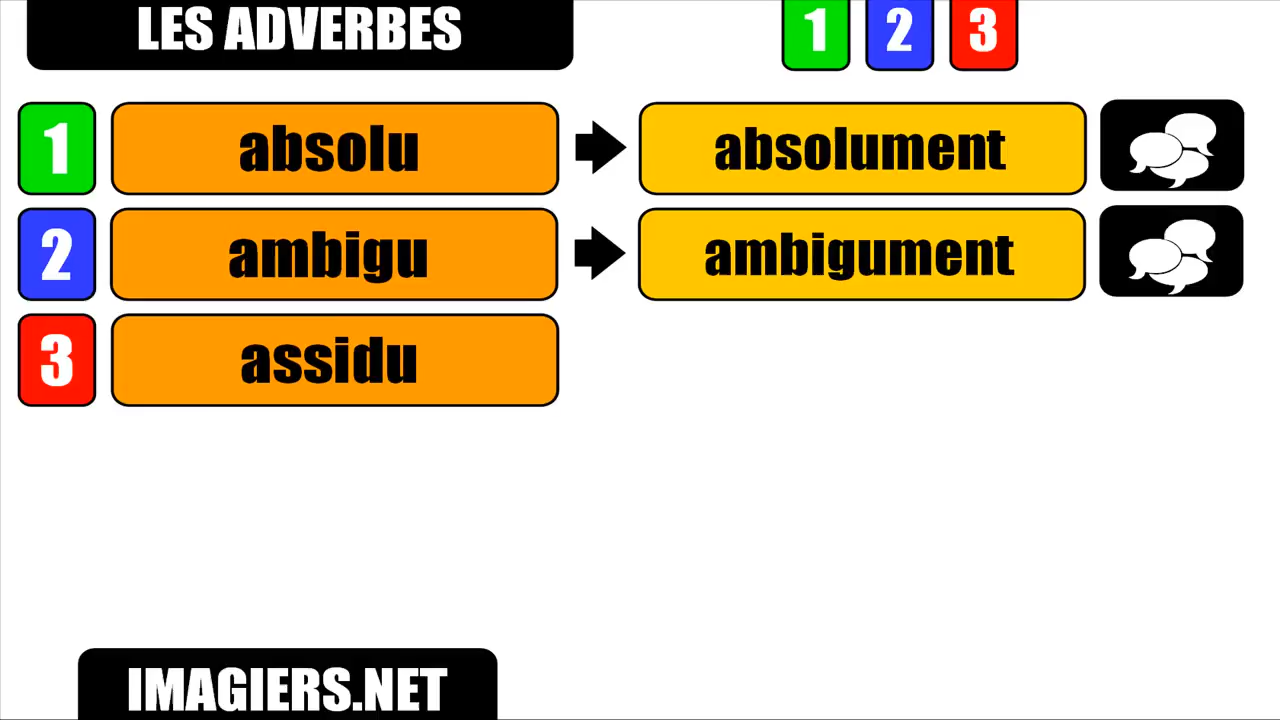 LES ADVERBES
1 2 3
1 absolu absolument
2 ambigu ambigument
3 assidu
IMAGIERS.NET